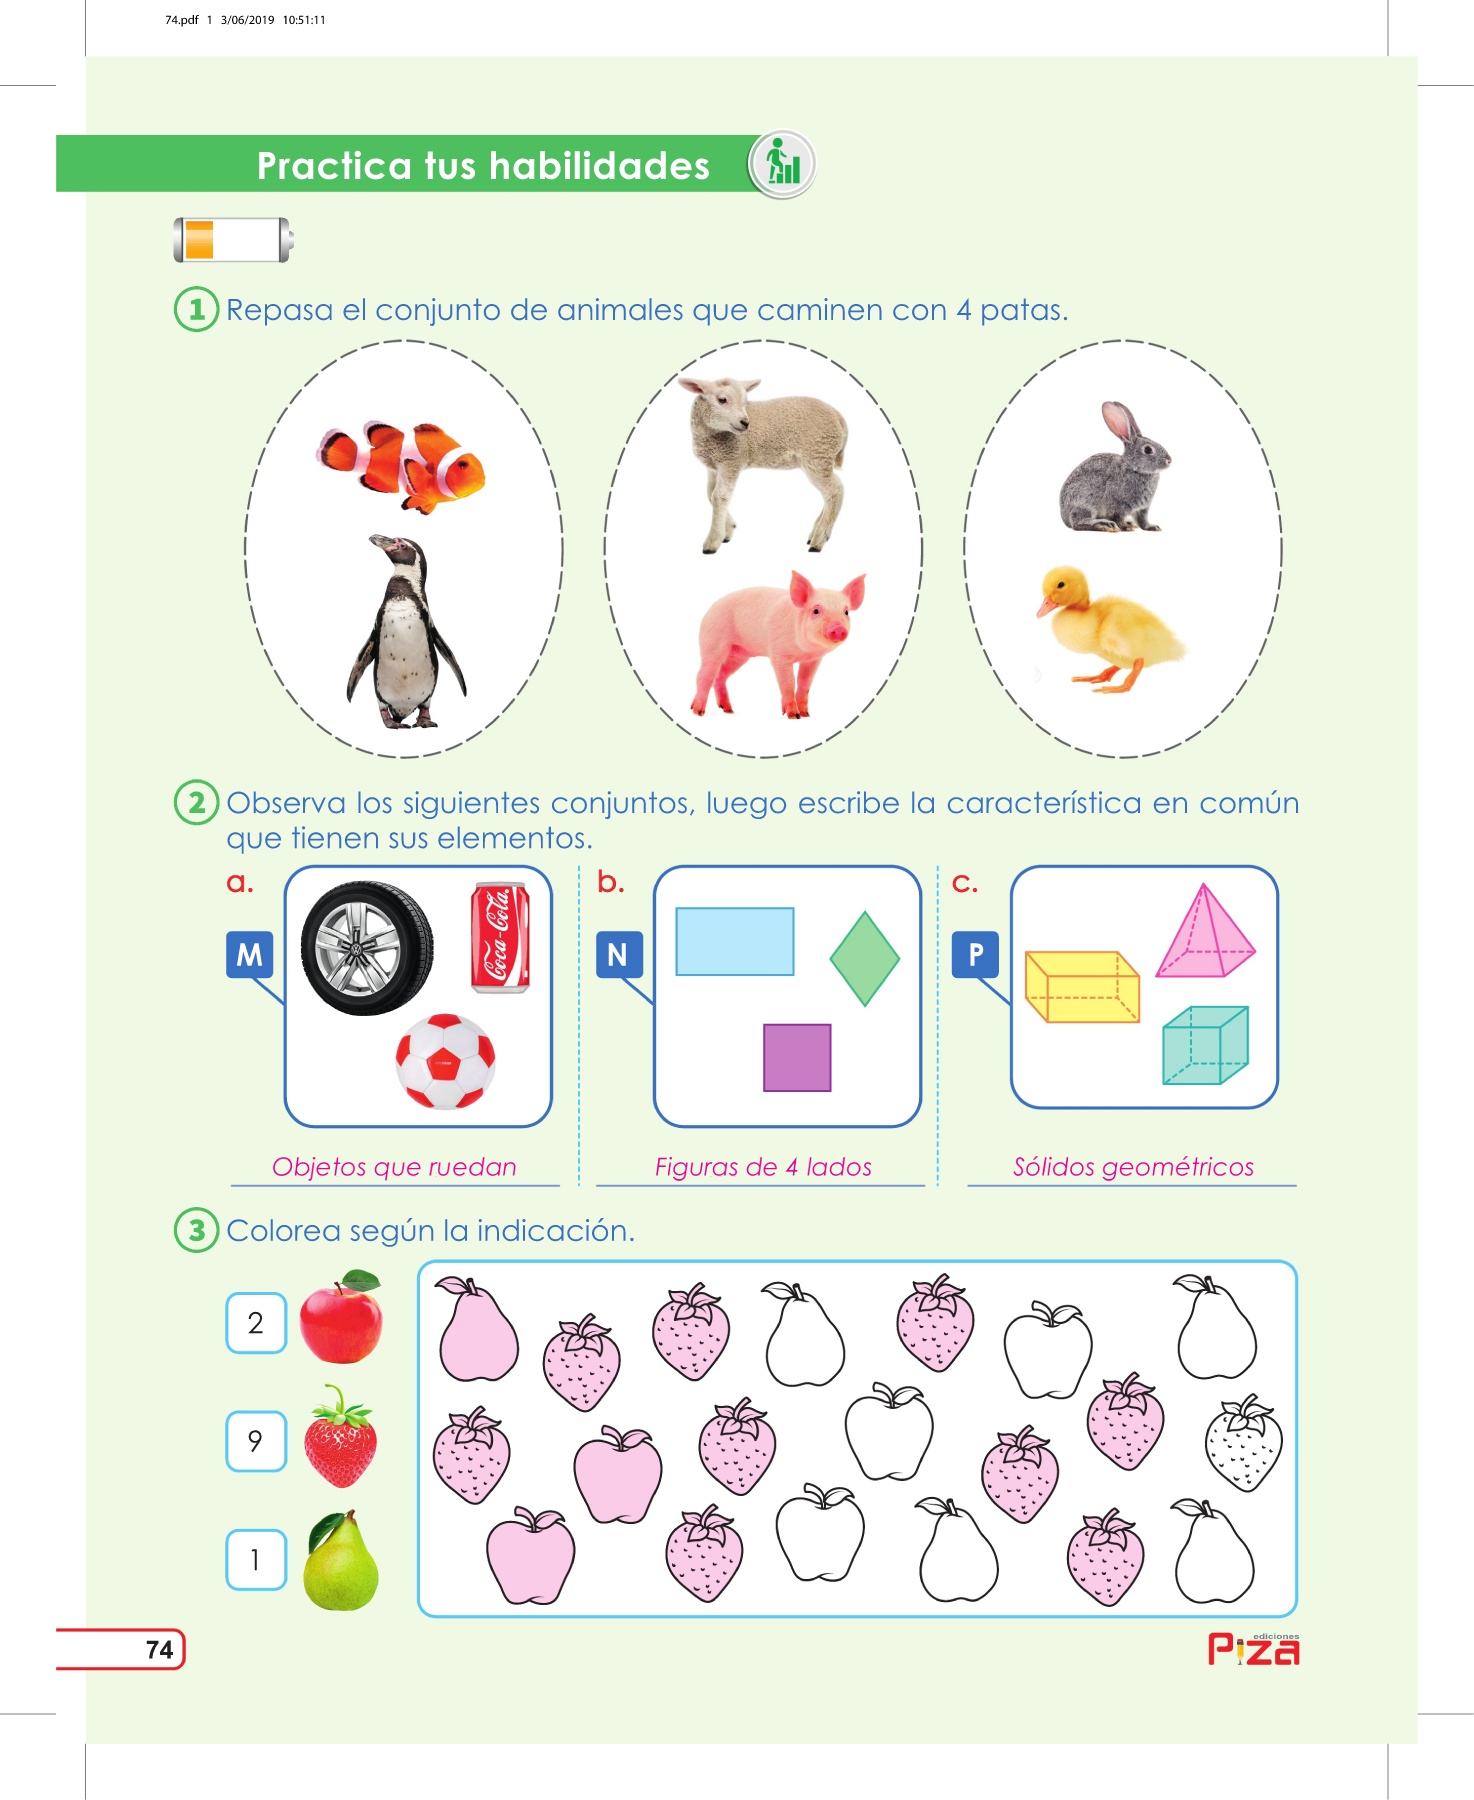 74.pdf 1 3/06/2019 10:51:11
Practica tus habilidades
1 Repasa el conjunto de animales que caminen con 4 patas.
2 Observa los siguientes conjuntos, luego escribe la característica en común
que tienen sus elementos.
a.
M
Coca-Cola
Objetos que ruedan
b.
N
Figuras de 4 lados
c.
P
Sólidos geométricos
3 Colorea según la indicación.
2
9
1
74
ediciones
Piza